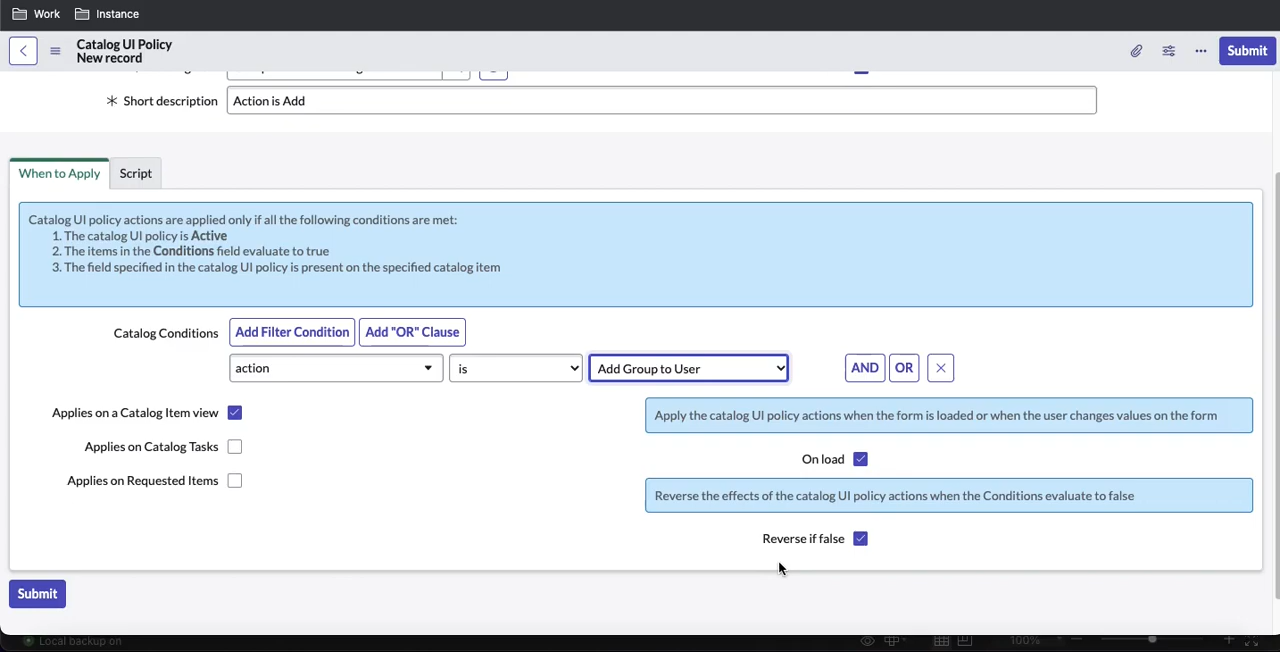 Work Instance
Catalog UI Policy
New record
Submit
Short description Action is Add
When to Apply Script
Catalog UI policy actions are applied only if all the following conditions are met:
1. The catalog UI policy is Active
2. The items in the Conditions field evaluate to true
3. The field specified in the catalog UI policy is present on the specified catalog item
Catalog Conditions Add Filter Condition Add "OR" Clause
action is Add Group to User AND OR
Applies on a Catalog Item view
Apply the catalog UI policy actions when the form is loaded or when the user changes values on the form
Applies on Catalog Tasks
On load
Applies on Requested Items
Reverse the effects of the catalog UI policy actions when the Conditions evaluate to false
Reverse if false
Submit
Local backup on 100%